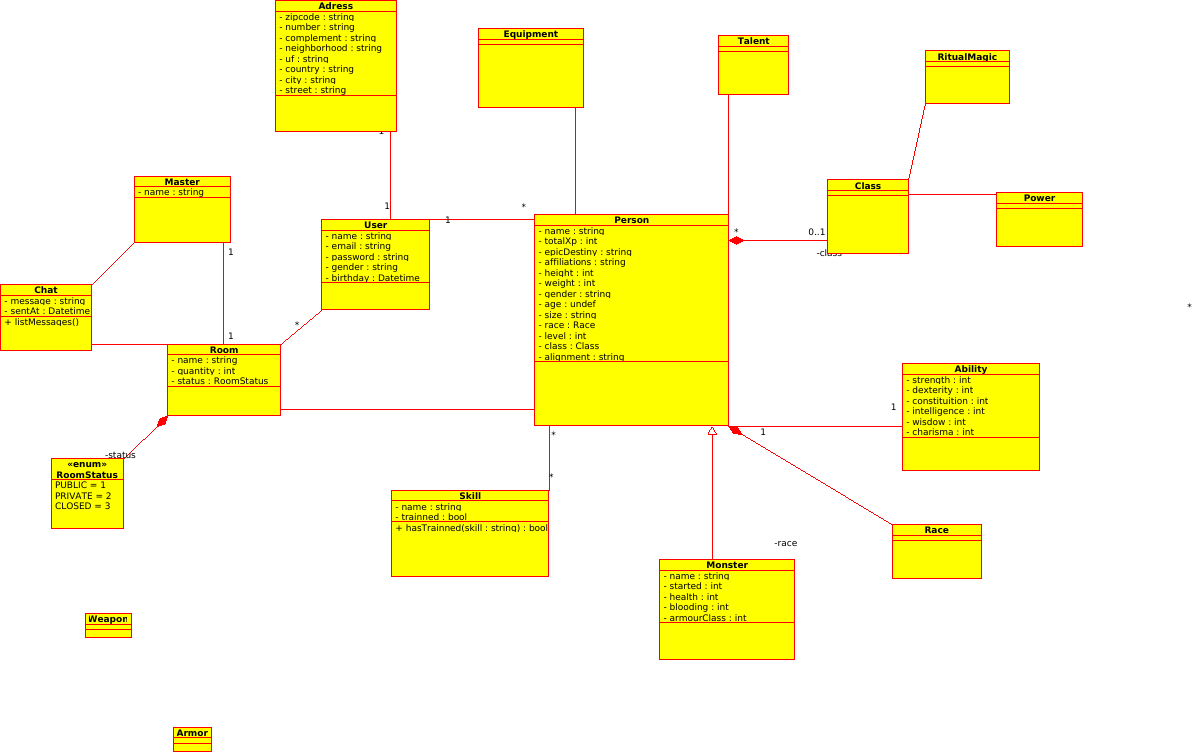 Adress
- zipcode : string
- number : string
- complement : string
- neighborhood : string
- uf : string
- country : string
- city : string
- street : string
1
1
Equipment
Talent
RitualMagic
Master
- name : string
1
1
Class
Power
User
- name : string
- email : string
- password : string
- gender : string
- birthday : Datetime
1
*
*
Person
- name : string
- totalXp : int
- epicDestiny : string
- affiliations : string
- height : int
- weight : int
- gender : string
- age : undef
- size : string
- race : Race
- level : int
- class : Class
- alignment : string
*
0..1
-class
*
Chat
- message : string
- sentAt : Datetime
+ listMessages()
Room
- name : string
- quantity : int
- status : RoomStatus
Ability
- strength : int
- dexterity : int
- constituition : int
- intelligence : int
- wisdow : int
- charisma : int
1
1
*
*
-status
«enum»
RoomStatus
PUBLIC = 1
PRIVATE = 2
CLOSED = 3
Skill
- name : string
- trainned : bool
+ hasTrainned(skill : string) : bool
Race
-race
Monster
- name : string
- started : int
- health : int
- blooding : int
- armourClass : int
Weapon
Armor